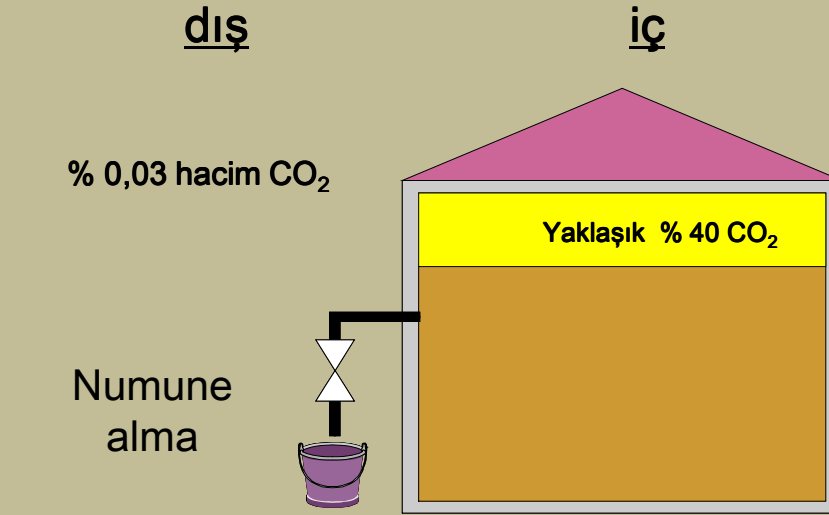 dış
iç
% 0,03 hacim CO₂
Yaklaşık % 40 CO₂
Numune
alma